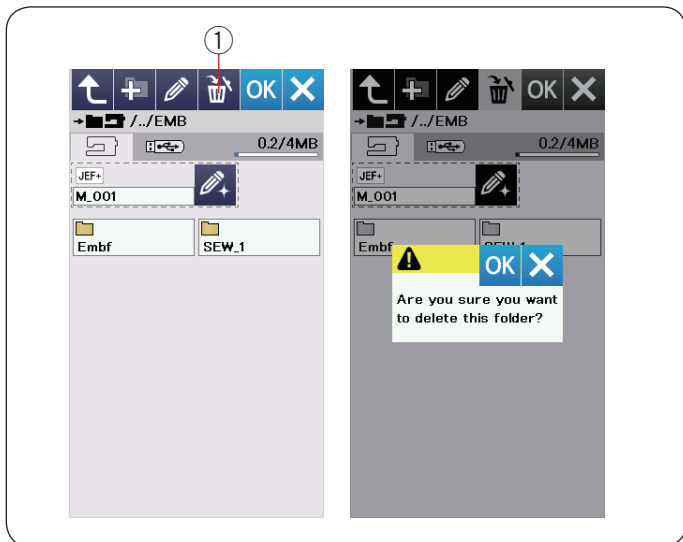 1
OK
/../EMB
0.2/4MB
JEF+
M_001
Embf
SEW_1
OK
/../EMB
0.2/4MB
JEF+
M_001
Embf
OK
Are you sure you want
to delete this folder?